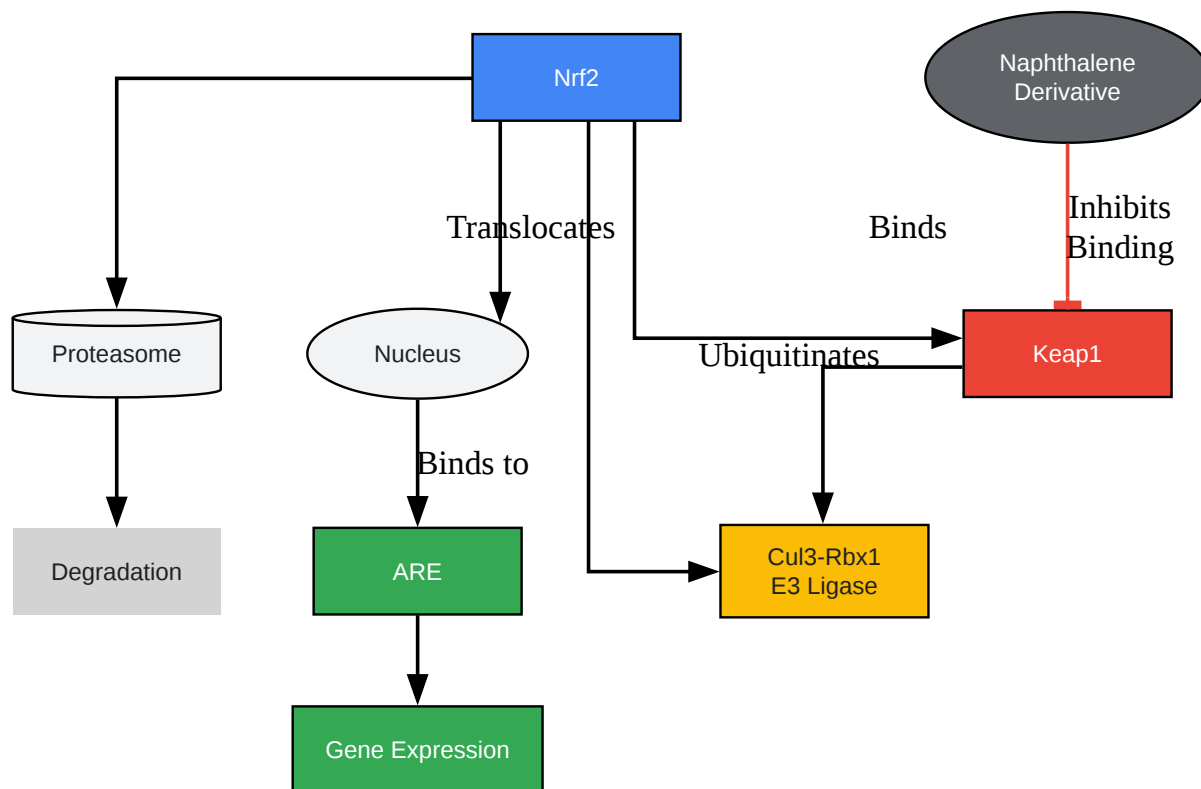 Nrf2
Naphthalene
Derivative
Translocates
Binds
Inhibits
Binding
Proteasome
Nucleus
Ubiquitinates
Keap1
Binds to
Degradation
ARE
Cul3-Rbx1
E3 Ligase
Gene Expression